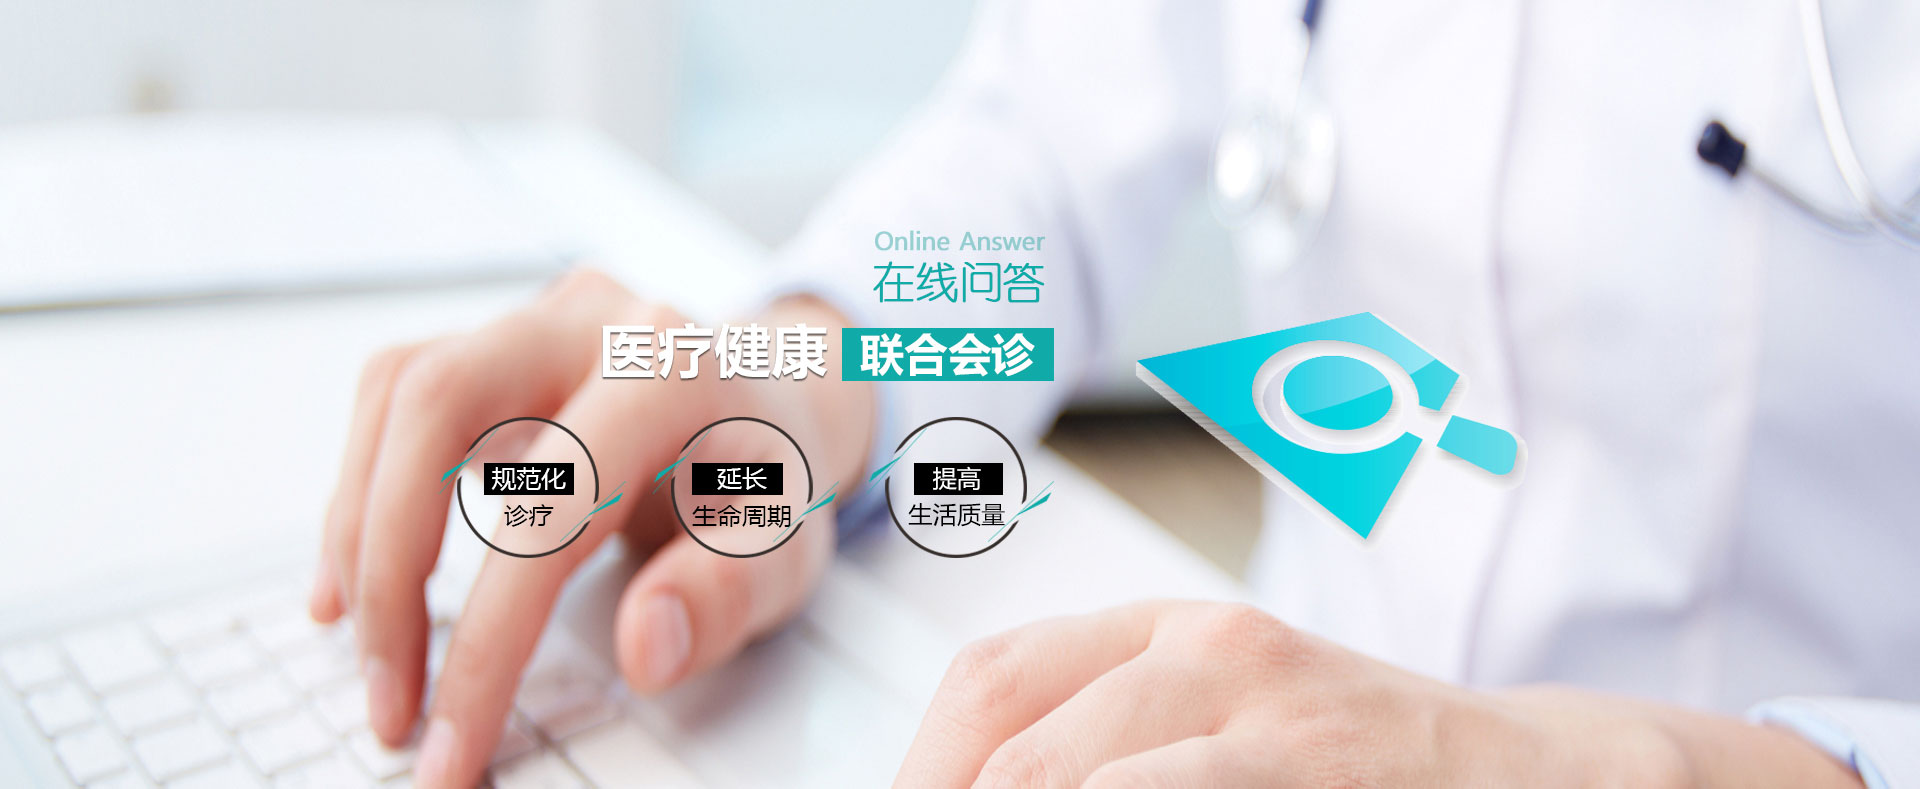 Online Answer
在线问答
医疗健康 联合会诊
规范化
诊疗
延长
生命周期
提高
生活质量